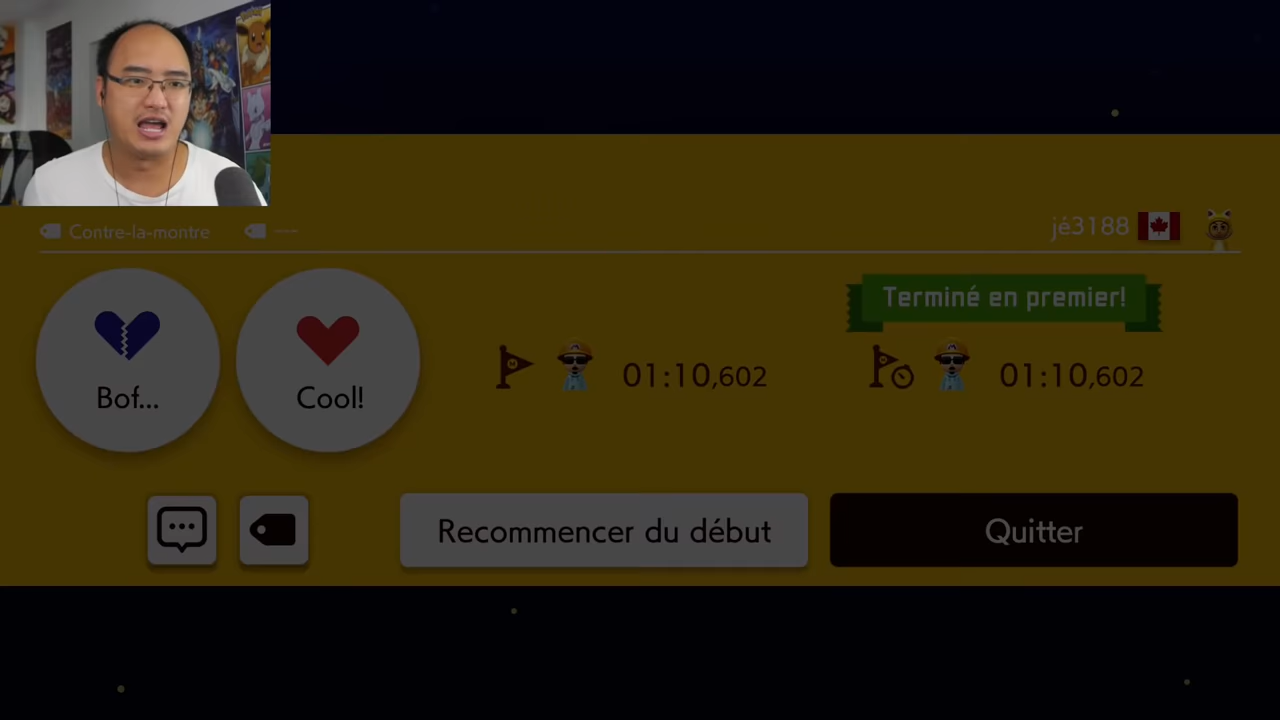 Contre-la-montre
jé3188
Terminé en premier!
01:10,602
01:10,602
Bof...
Cool!
Recommencer du début
Quitter